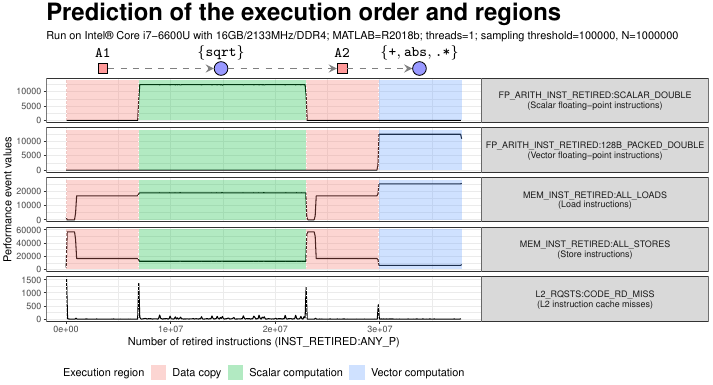 Prediction of the execution order and regions
Run on Intel® Core i7−6600U with 16GB/2133MHz/DDR4; MATLAB=R2018b; threads=1; sampling threshold=100000, N=1000000
A1 {sqrt} A2 {+,abs,.*}
Performance event values
10000
5000
0
FP_ARITH_INST_RETIRED:SCALAR_DOUBLE
(Scalar floating−point instructions)
10000
5000
0
FP_ARITH_INST_RETIRED:128B_PACKED_DOUBLE
(Vector floating−point instructions)
20000
10000
0
MEM_INST_RETIRED:ALL_LOADS
(Load instructions)
60000
40000
20000
0
MEM_INST_RETIRED:ALL_STORES
(Store instructions)
1500
1000
500
0
L2_RQSTS:CODE_RD_MISS
(L2 instruction cache misses)
0e+00 1e+07 2e+07 3e+07
Number of retired instructions (INST_RETIRED:ANY_P)
Execution region Data copy Scalar computation Vector computation